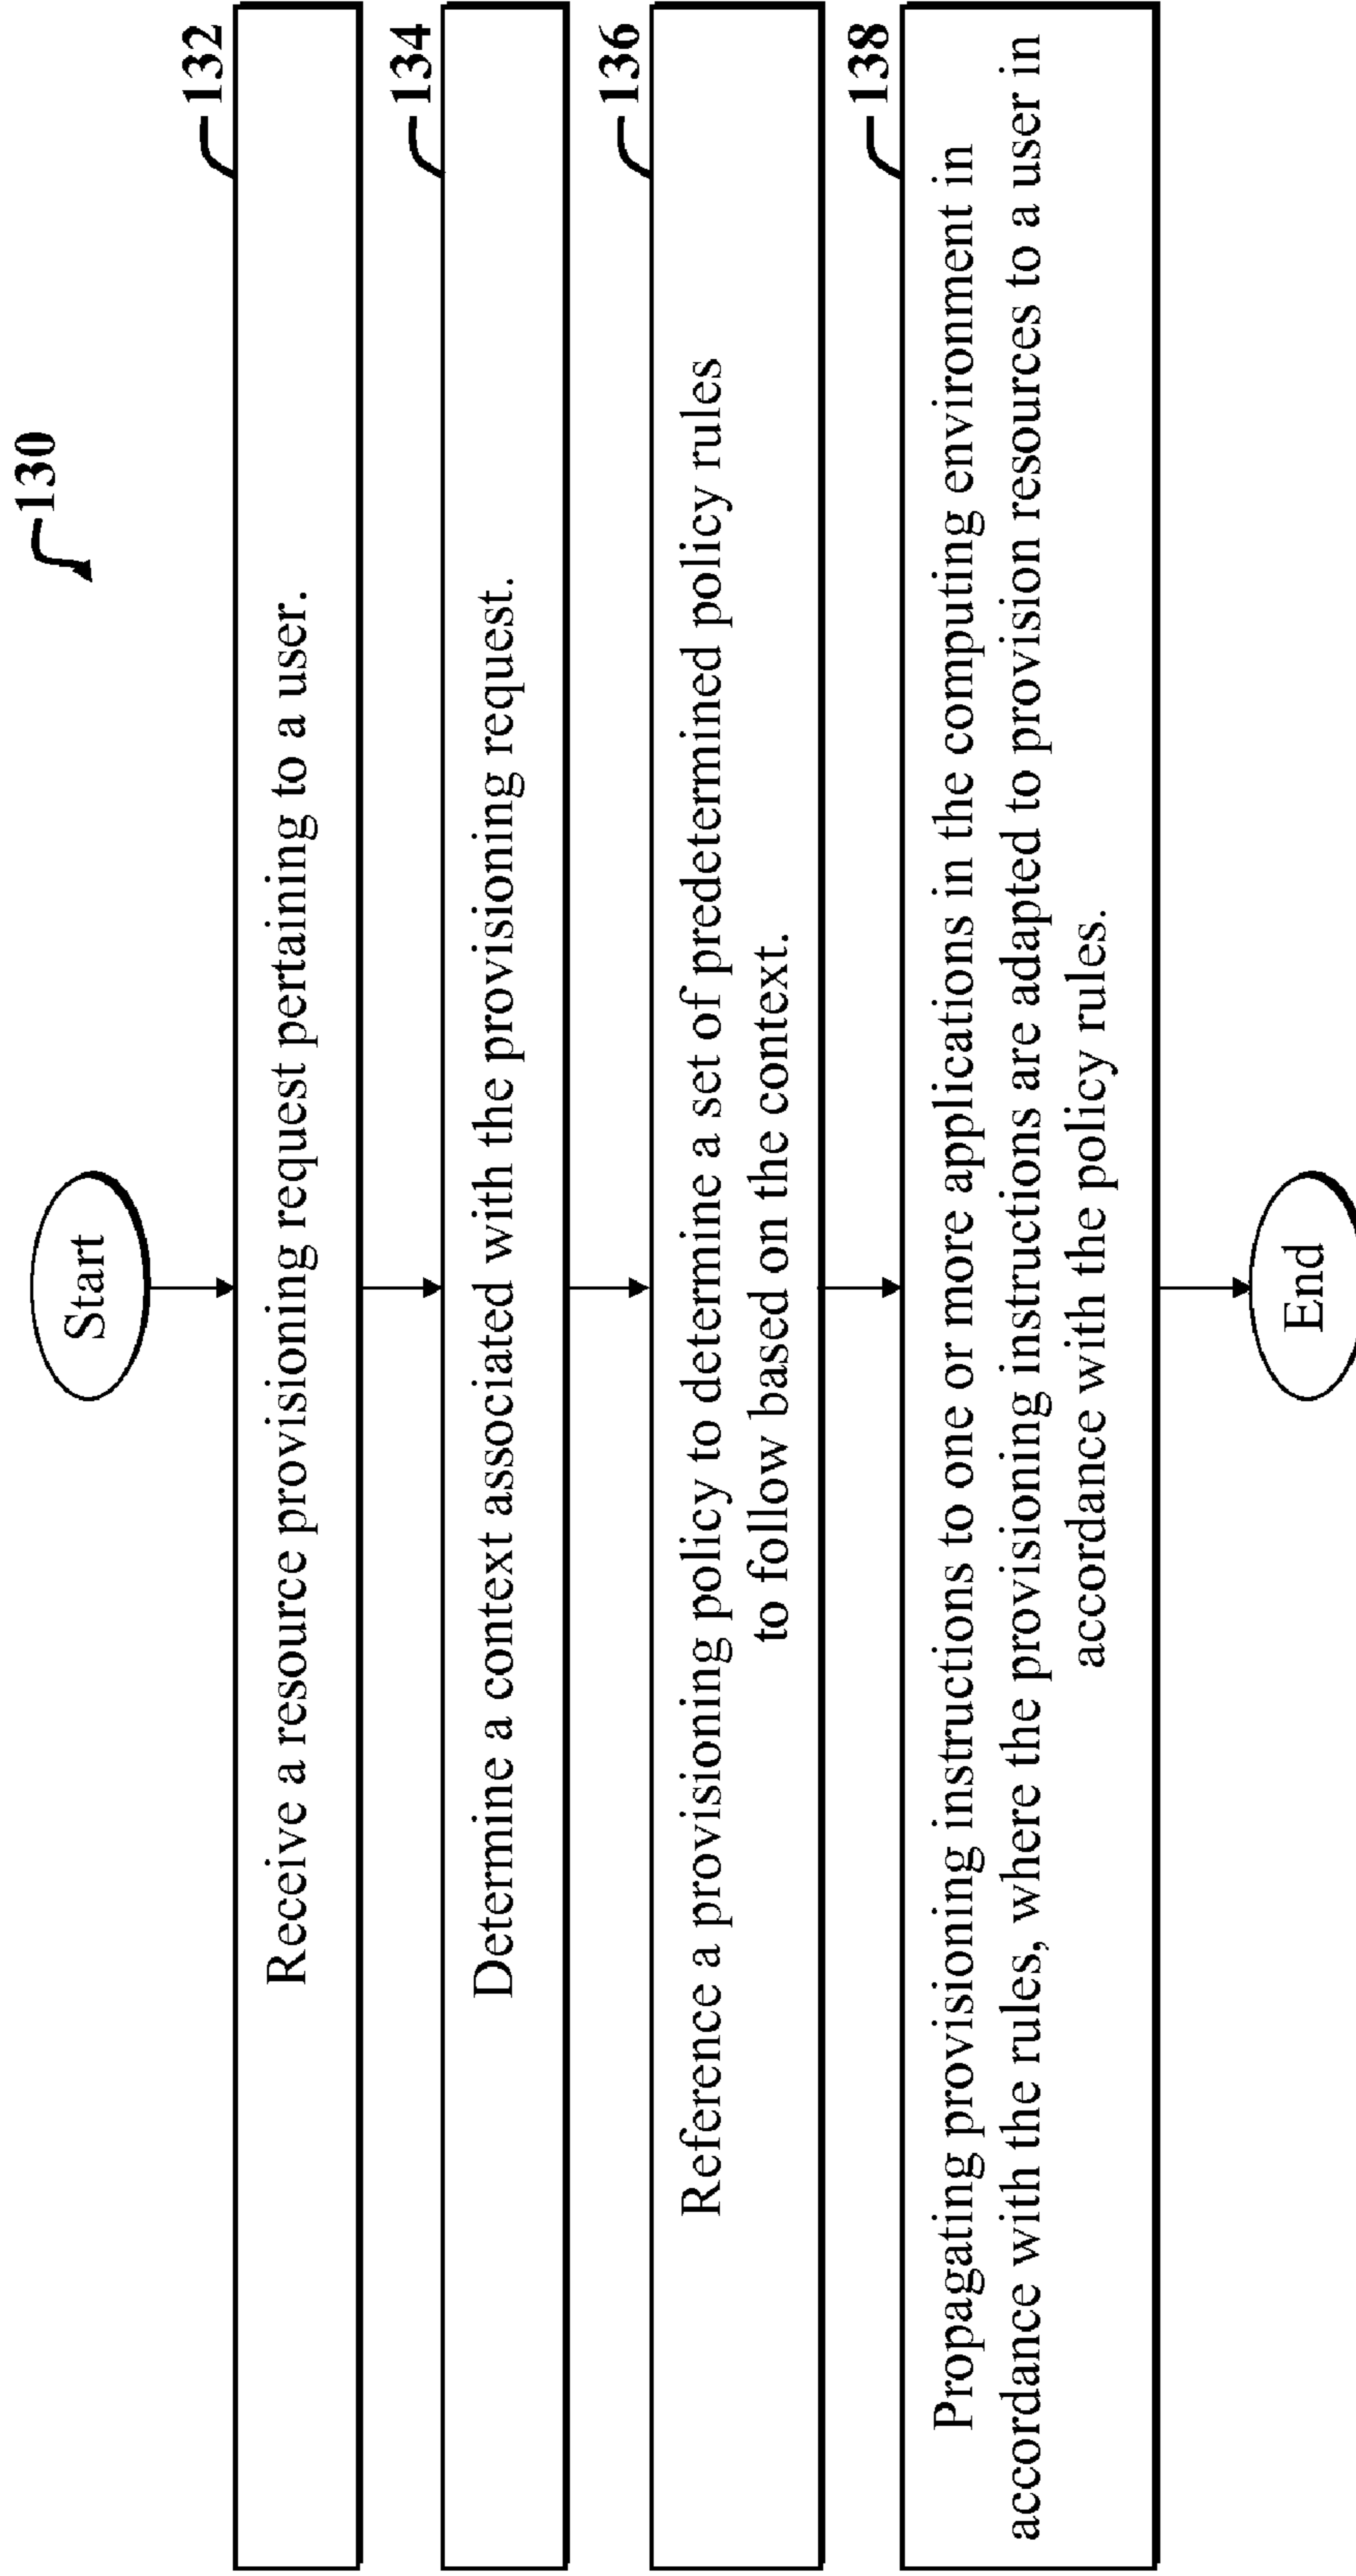 130
Start
132
Receive a resource provisioning request pertaining to a user.
134
Determine a context associated with the provisioning request.
136
Reference a provisioning policy to determine a set of predetermined policy rules
to follow based on the context.
138
Propagating provisioning instructions to one or more applications in the computing environment in
accordance with the rules, where the provisioning instructions are adapted to provision resources to a user in
accordance with the policy rules.
End